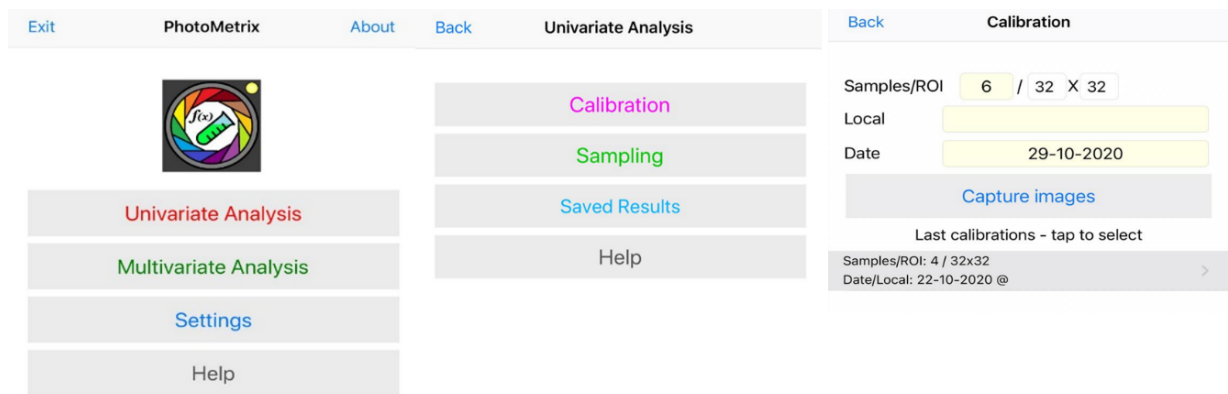 Exit PhotoMetrix About
f(x)
Univariate Analysis
Multivariate Analysis
Settings
Help
Back Univariate Analysis
Calibration
Sampling
Saved Results
Help
Back Calibration
Samples/ROI 6 / 32 X 32
Local
Date 29-10-2020
Capture images
Last calibrations - tap to select
Samples/ROI: 4 / 32x32
Date/Local: 22-10-2020 @